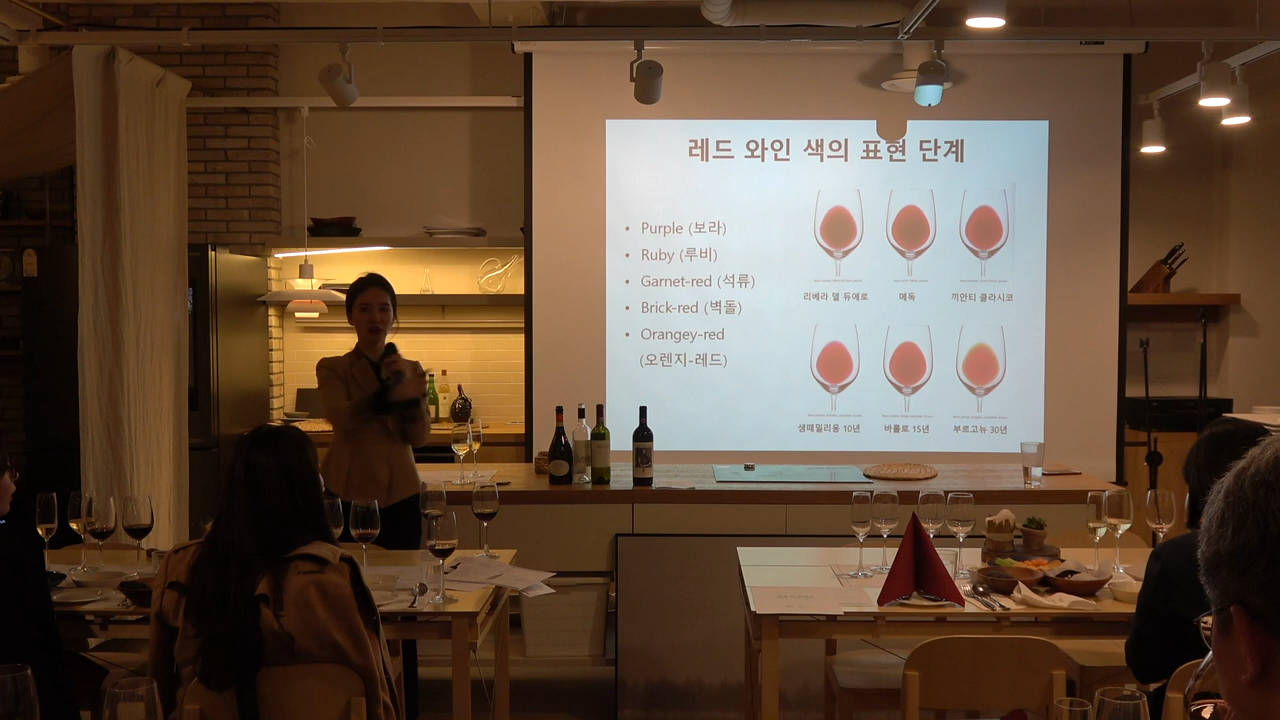 레드 와인 색의 표현 단계
• Purple (보라)
• Ruby (루비)
• Garnet-red (석류)
• Brick-red (벽돌)
• Orangey-red
(오렌지-레드)
리베라 델 듀에로
메독
끼안티 클라시코
생떼밀리옹 10년
바롤로 15년
부르고뉴 30년